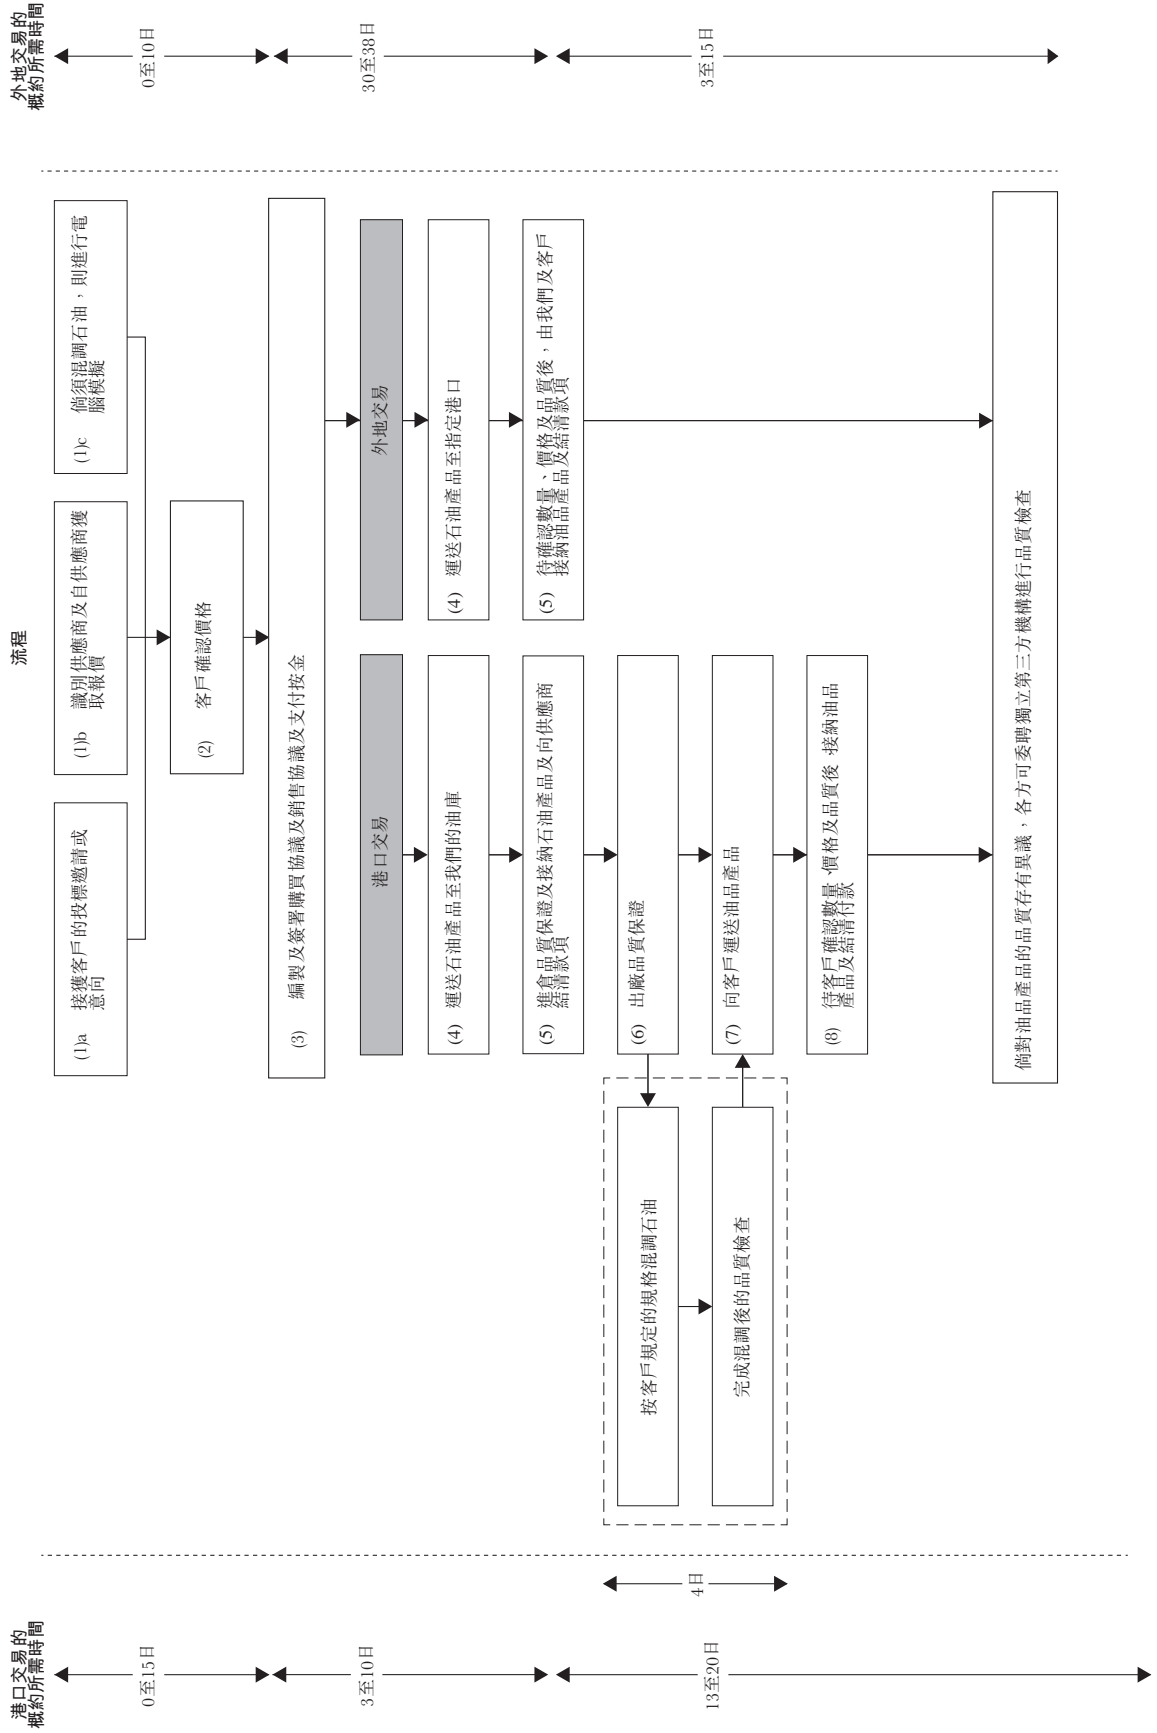 港口交易的
概約所需時間
流程
外地交易的
概約所需時間
0至15日
3至10日
13至20日
4日
(1)a 接獲客戶的投標邀請或
意向
(1)b 識別供應商及自供應商獲
取報價
(1)c 倘須混調石油，則進行電
腦模擬
(2) 客戶確認價格
(3) 編製及簽署購買協議及銷售協議及支付按金
港口交易
(4) 運送石油產品至我們的油庫
(5) 進倉品質保證及接納石油產品及向供應商
結清款項
(6) 出廠品質保證
按客戶規定的規格混調石油
完成混調後的品質檢查
(7) 向客戶運送油品產品
(8) 待客戶確認數量、價格及品質後，接納油品
產品及結清付款
外地交易
(4) 運送石油產品至指定港口
(5) 待確認數量、價格及品質後，由我們及客戶
接納油品產品及結清款項
倘對油品產品的品質存有異議，各方可委聘獨立第三方機構進行品質檢查
0至10日
30至38日
3至15日